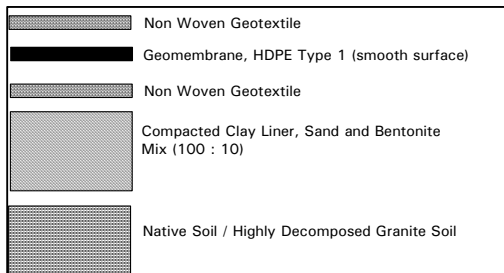 Non Woven Geotextile
Geomembrane, HDPE Type 1 (smooth surface)
Non Woven Geotextile
Compacted Clay Liner, Sand and Bentonite
Mix (100 : 10)
Native Soil / Highly Decomposed Granite Soil